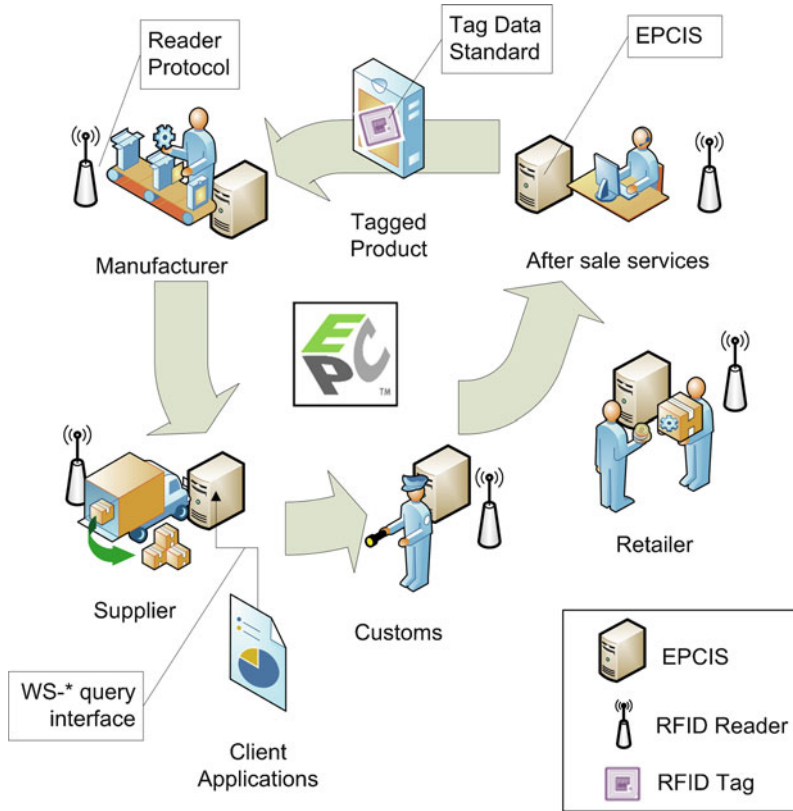 Reader
Protocol
Tag Data
Standard
EPCIS
Manufacturer
Tagged
Product
After sale services
EPC
TM
Supplier
Customs
Retailer
WS-* query
interface
Client
Applications
EPCIS
RFID Reader
RFID Tag